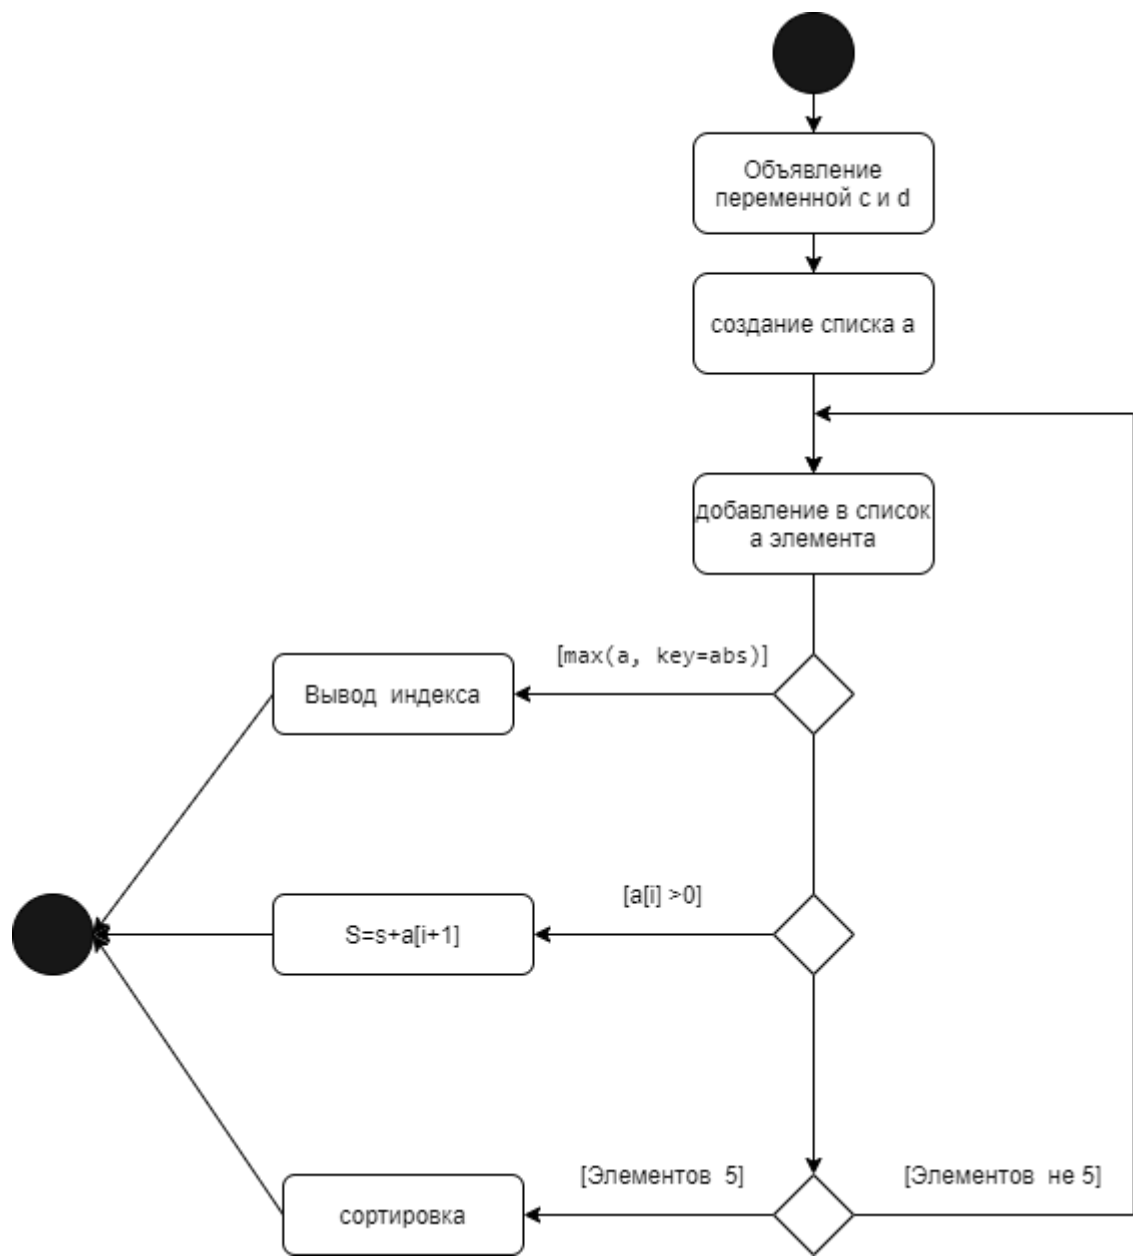 Объявление
переменной c и d
создание списка а
добавление в список
а элемента
[max(a, key=abs)]
Вывод индекса
[a[i] >0]
S=s+a[i+1]
[Элементов 5]
[Элементов не 5]
сортировка